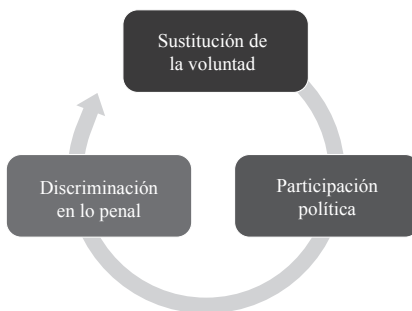 Sustitución de
la voluntad
Discriminación
en lo penal
Participación
política